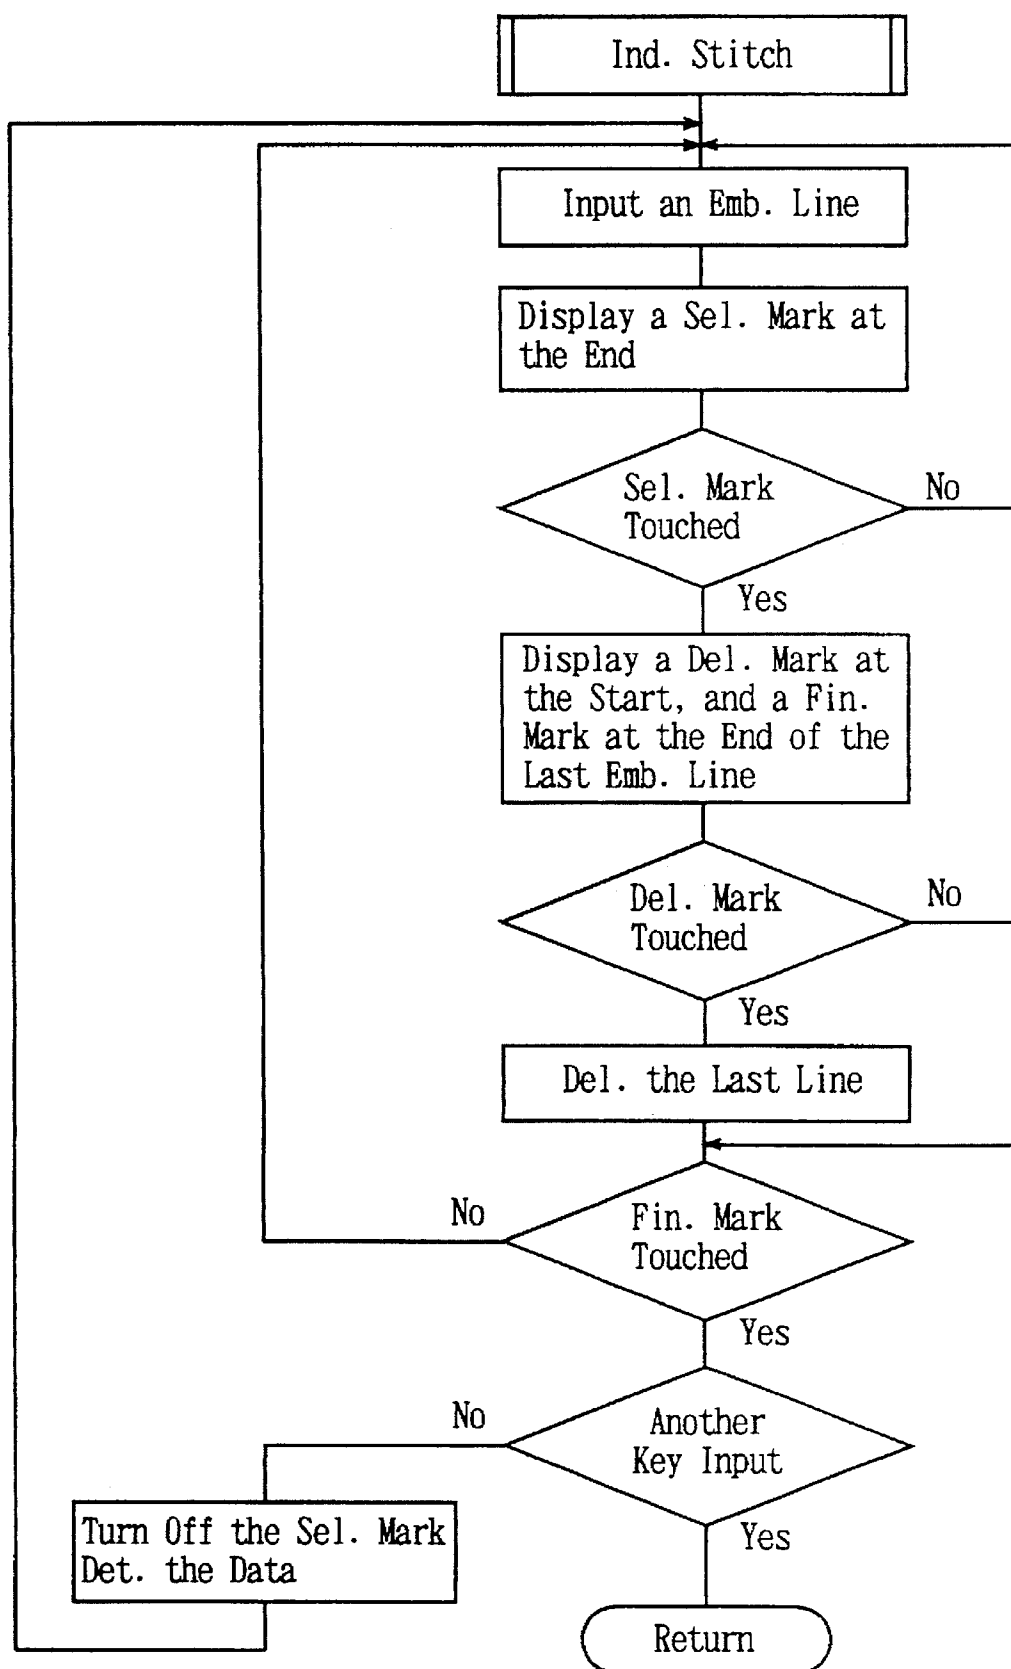 Ind. Stitch
Input an Emb. Line
Display a Sel. Mark at
the End
Sel. Mark
Touched
No
Yes
Display a Del. Mark at
the Start, and a Fin.
Mark at the End of the
Last Emb. Line
Del. Mark
Touched
No
Yes
Del. the Last Line
No
Fin. Mark
Touched
Yes
No
Another
Key Input
Turn Off the Sel. Mark
Det. the Data
Yes
Return